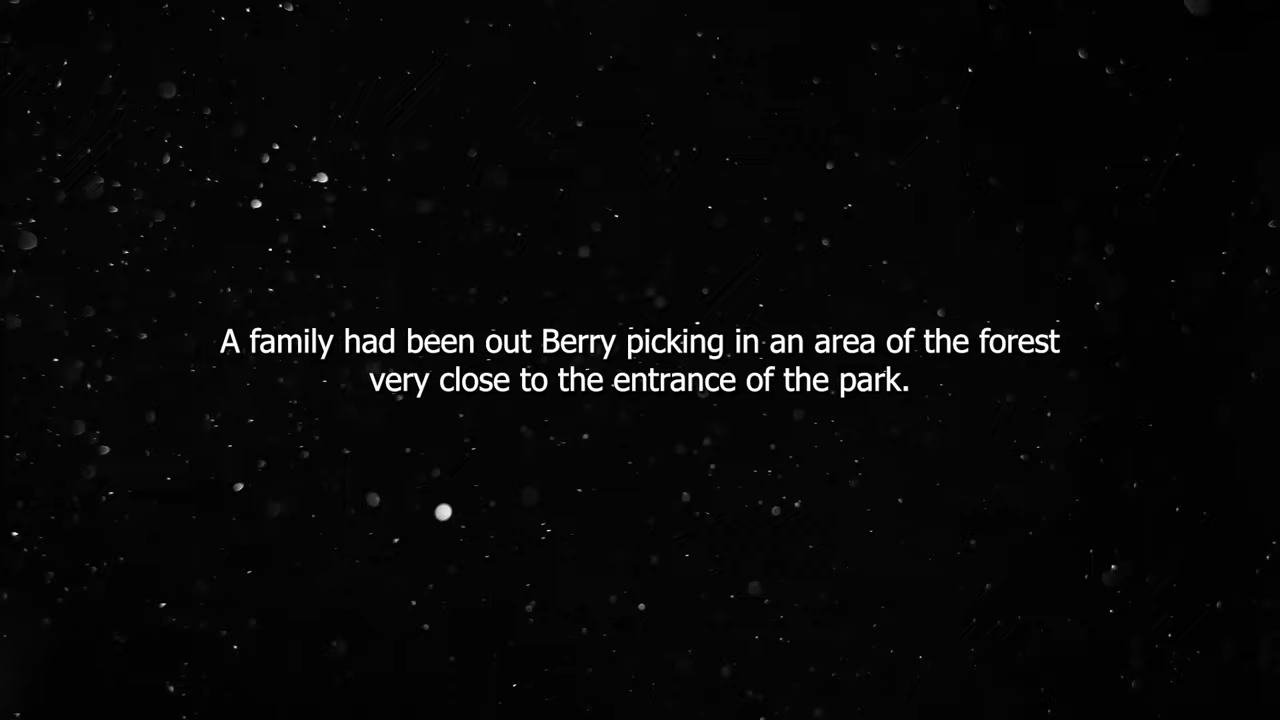 A family had been out Berry picking in an area of the forest
very close to the entrance of the park.